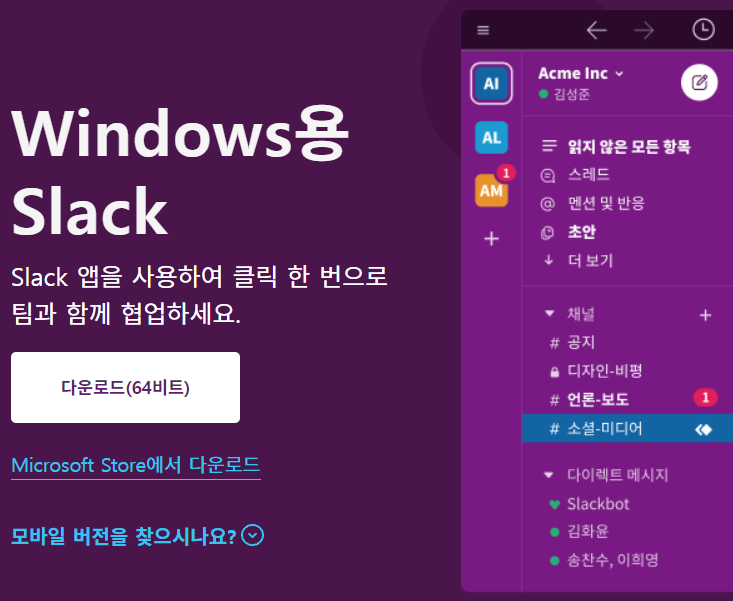 Windows용
Slack
Slack 앱을 사용하여 클릭 한 번으로
팀과 함께 협업하세요.
다운로드(64비트)
Microsoft Store에서 다운로드
모바일 버전을 찾으시나요?
AI
AL
1
AM
Acme Inc
김성준
읽지 않은 모든 항목
스레드
@ 멘션 및 반응
초안
더 보기
채널
# 공지
디자인-비평
# 언론-보도 1
# 소셜-미디어
다이렉트 메시지
Slackbot
김화윤
송찬수, 이희영